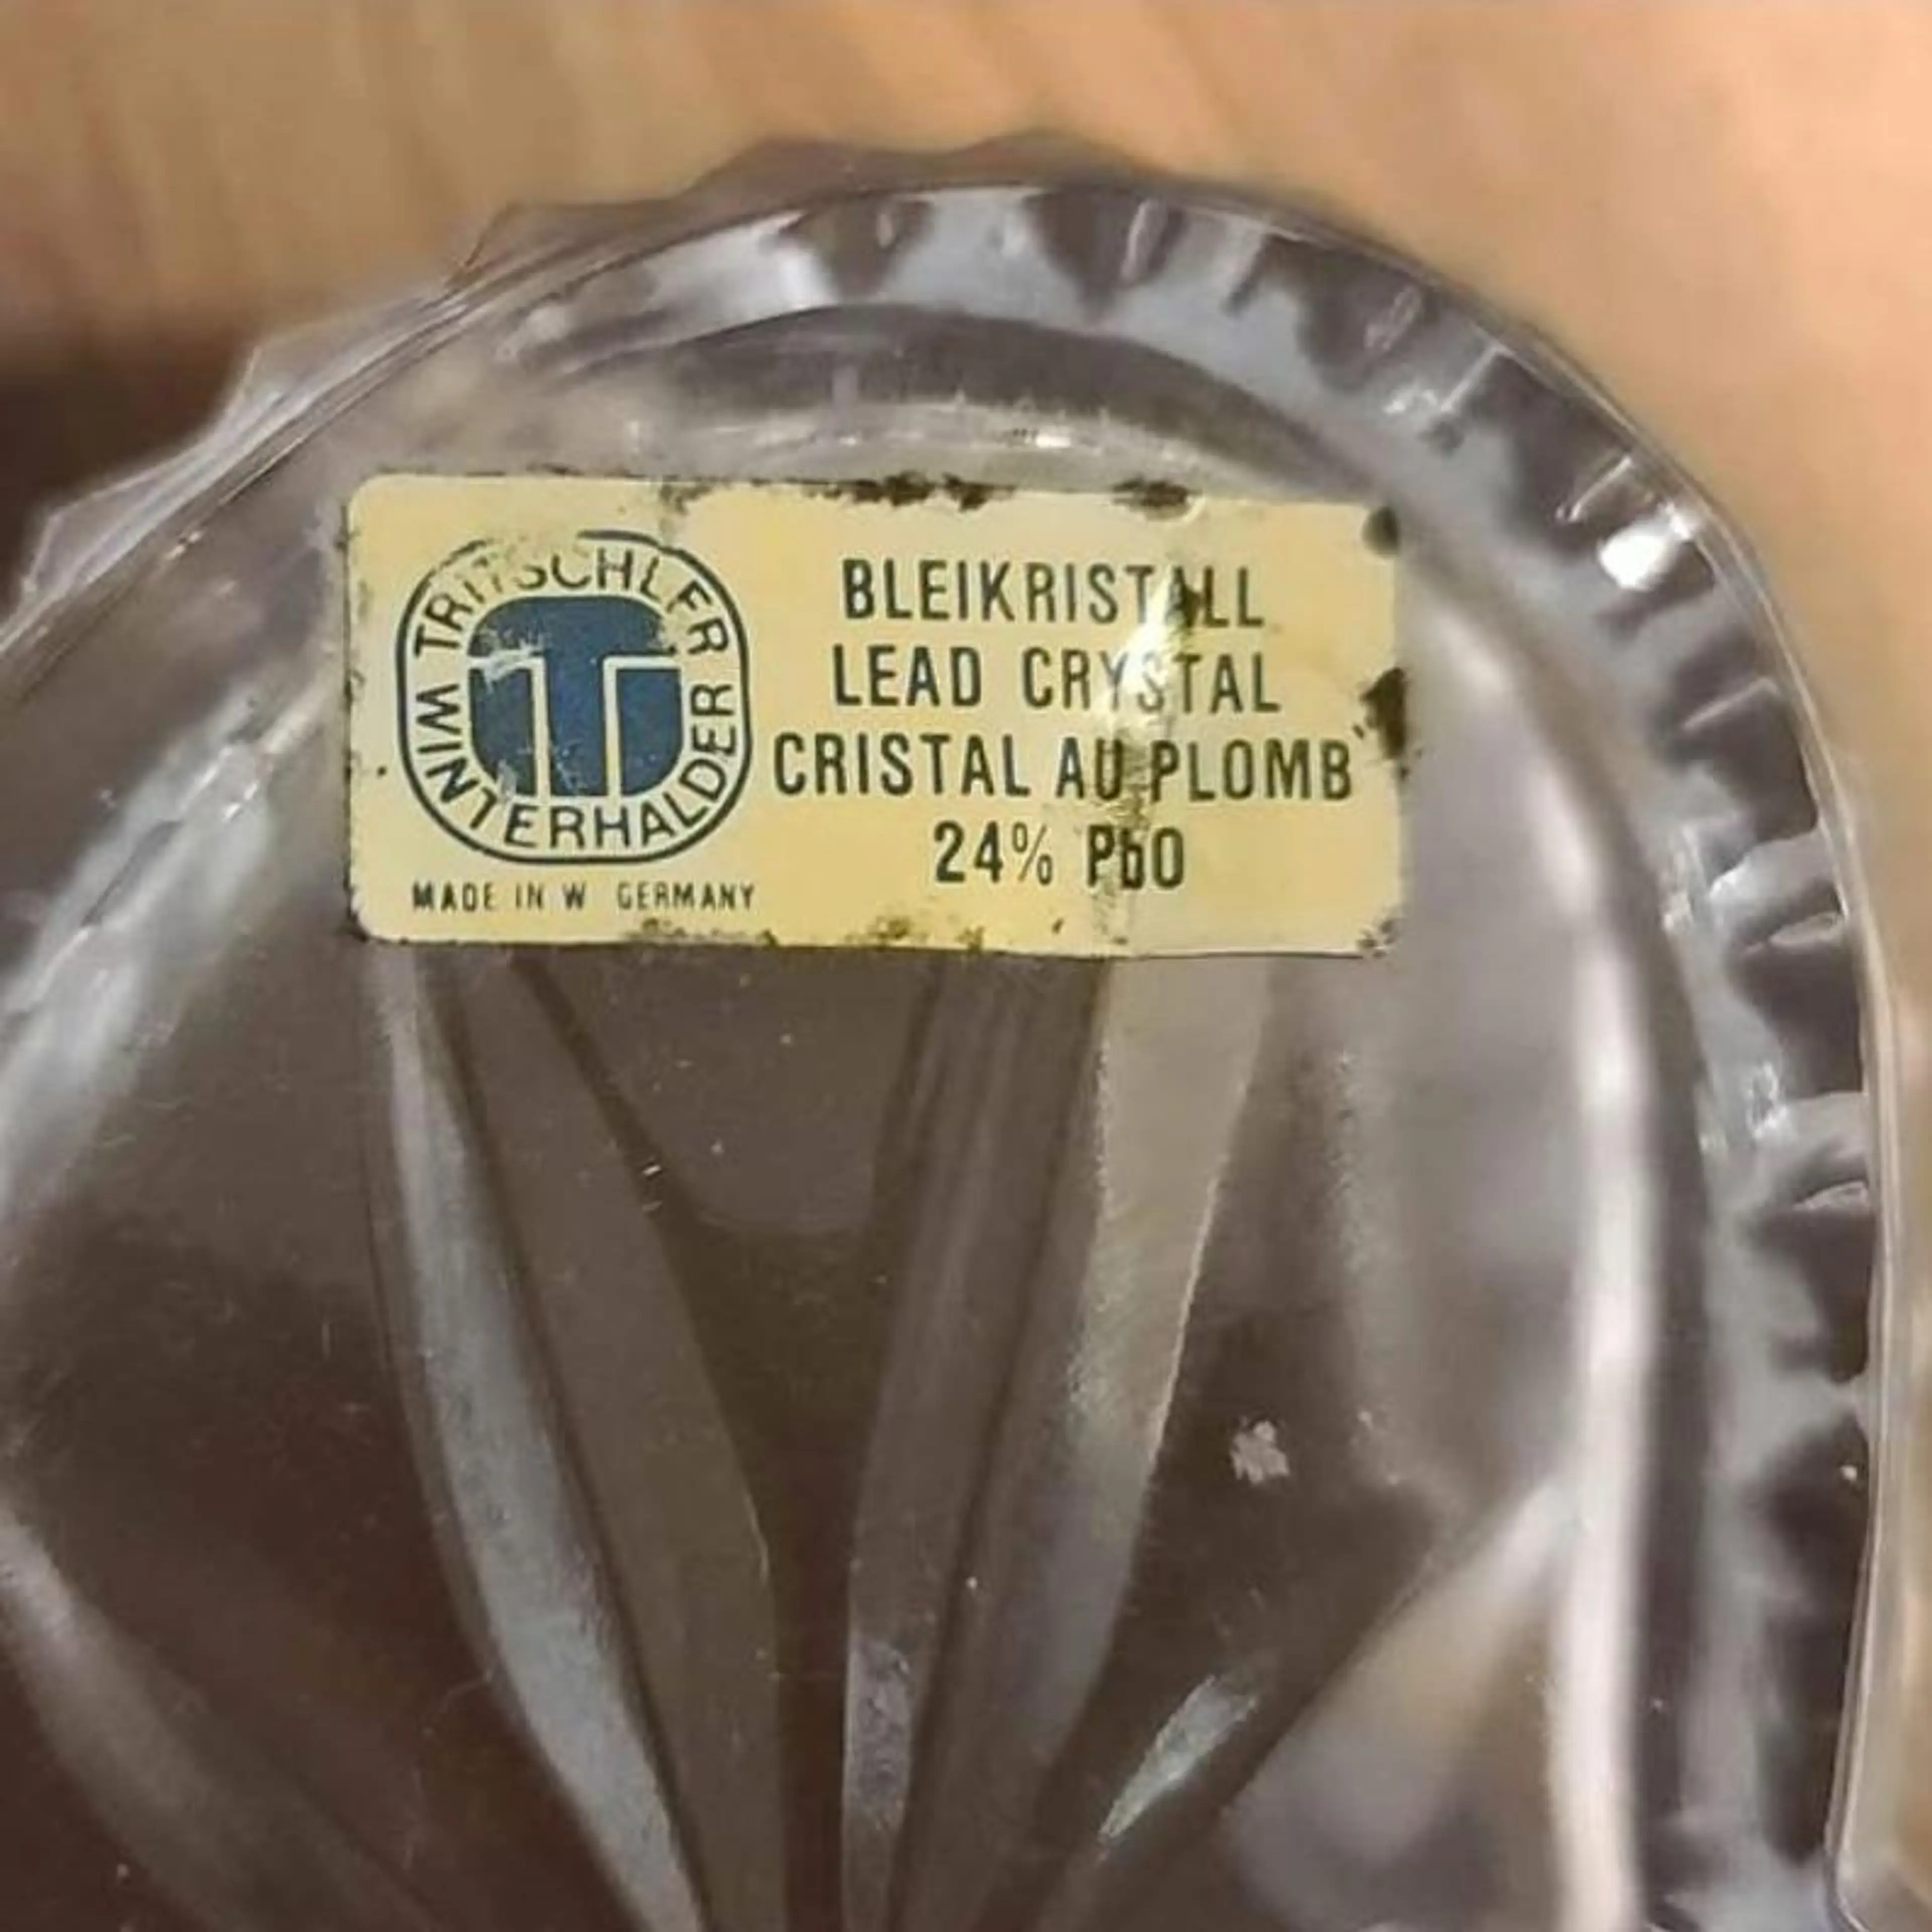 TRITSCHLER
WINTERHALDER
MADE IN W GERMANY
BLEIKRISTALL
LEAD CRYSTAL
CRISTAL AU PLOMB
24% PbO